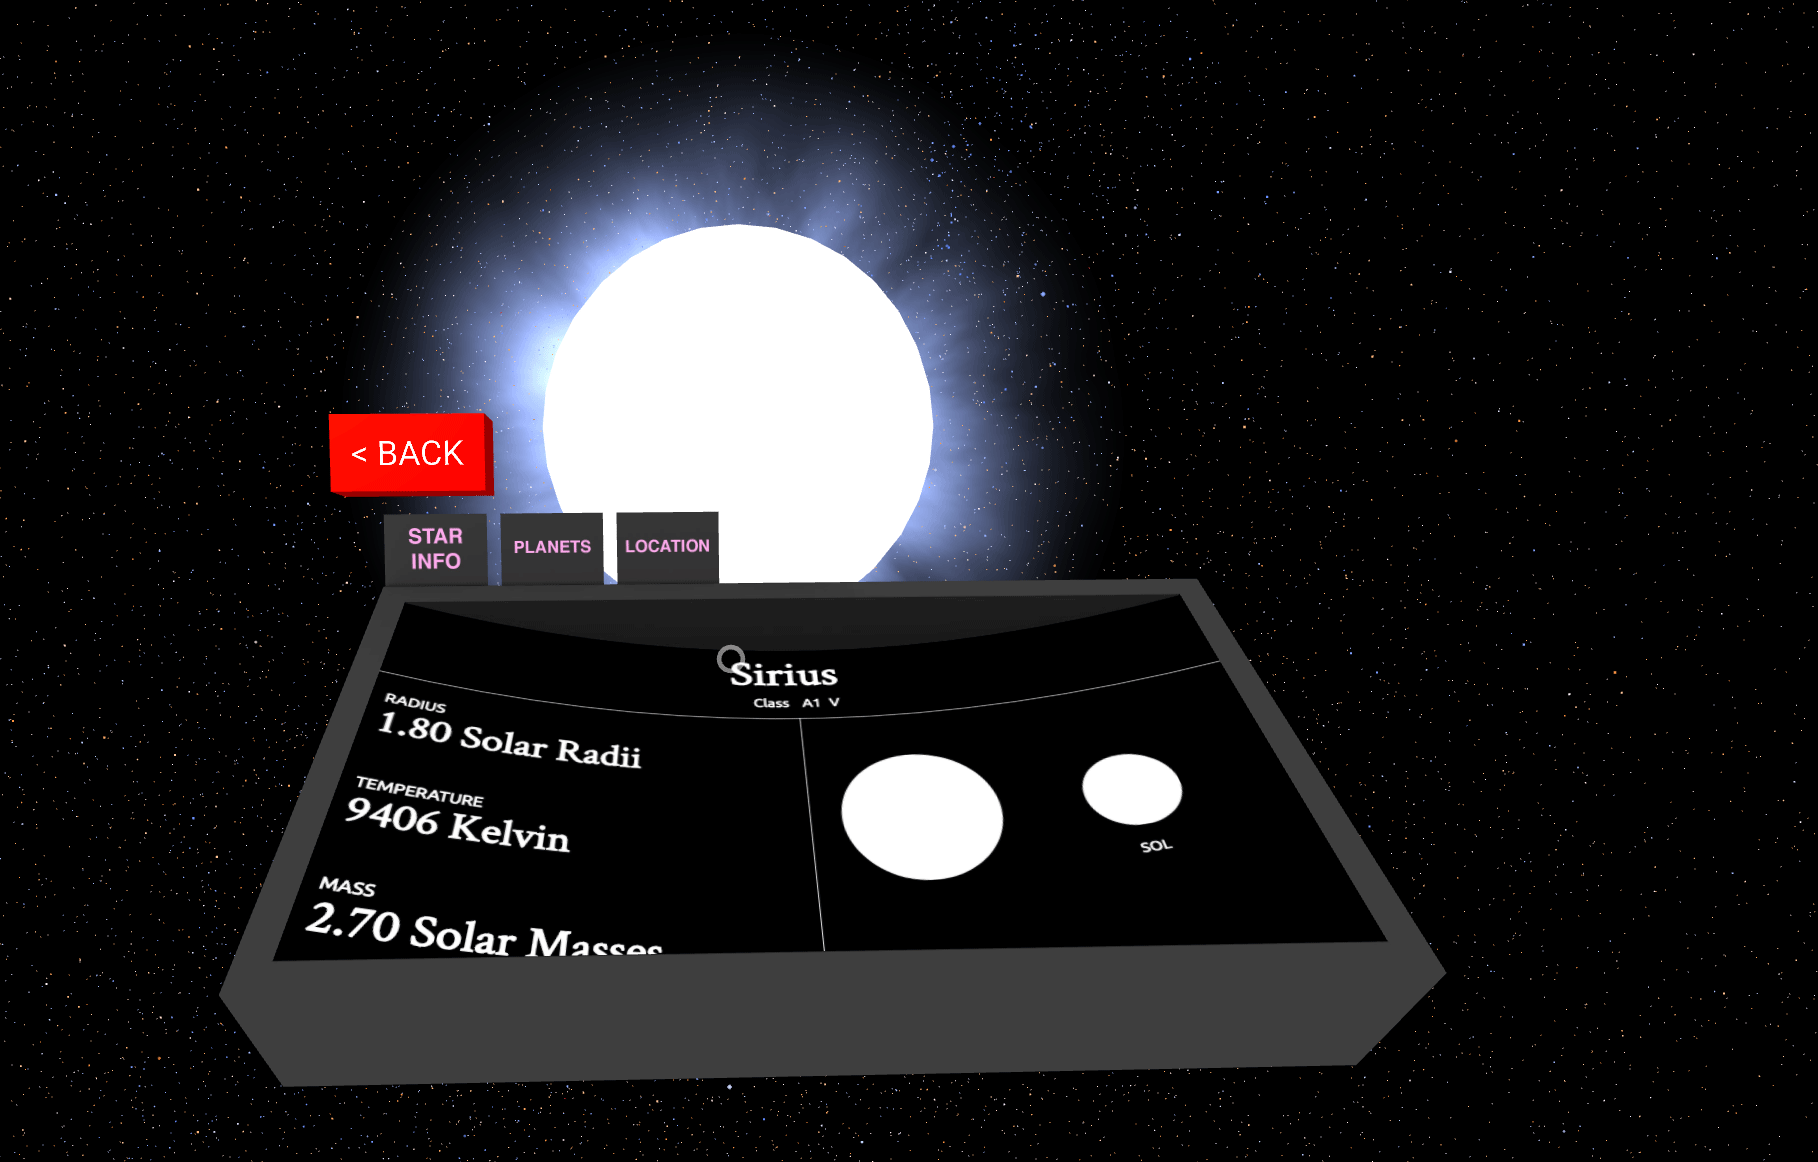 < BACK
STAR
INFO
PLANETS
LOCATION
Sirius
Class A1 V
RADIUS
1.80 Solar Radii
TEMPERATURE
9406 Kelvin
MASS
2.70 Solar Masses
SOL